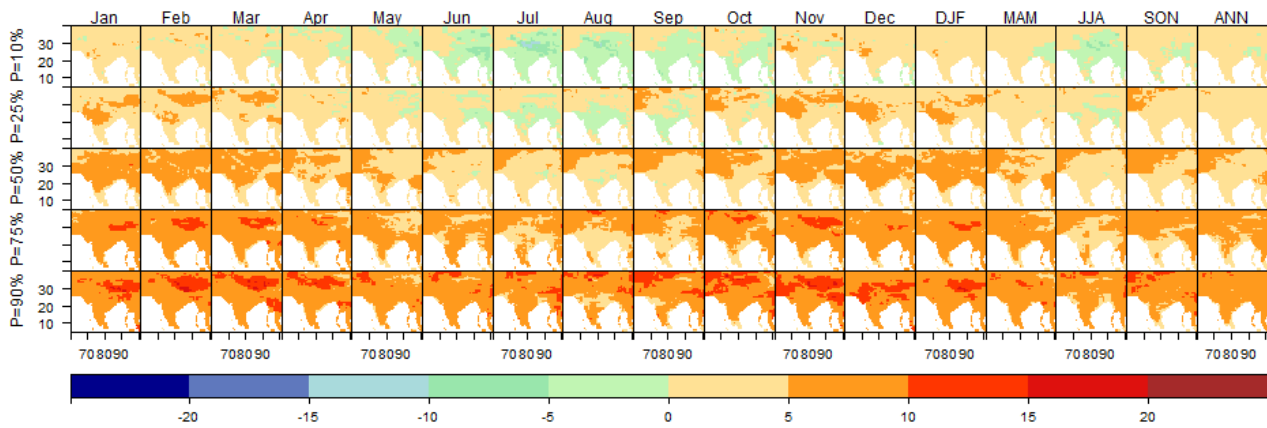 Jan Feb Mar Apr May Jun Jul Aug Sep Oct Nov Dec DJF MAM JJA SON ANN
P=10%
30
20
10
P=25%
P=50%
30
20
10
P=75%
P=90%
30
20
10
708090 708090 708090 708090 708090 708090 708090 708090 708090
-20 -15 -10 -5 0 5 10 15 20